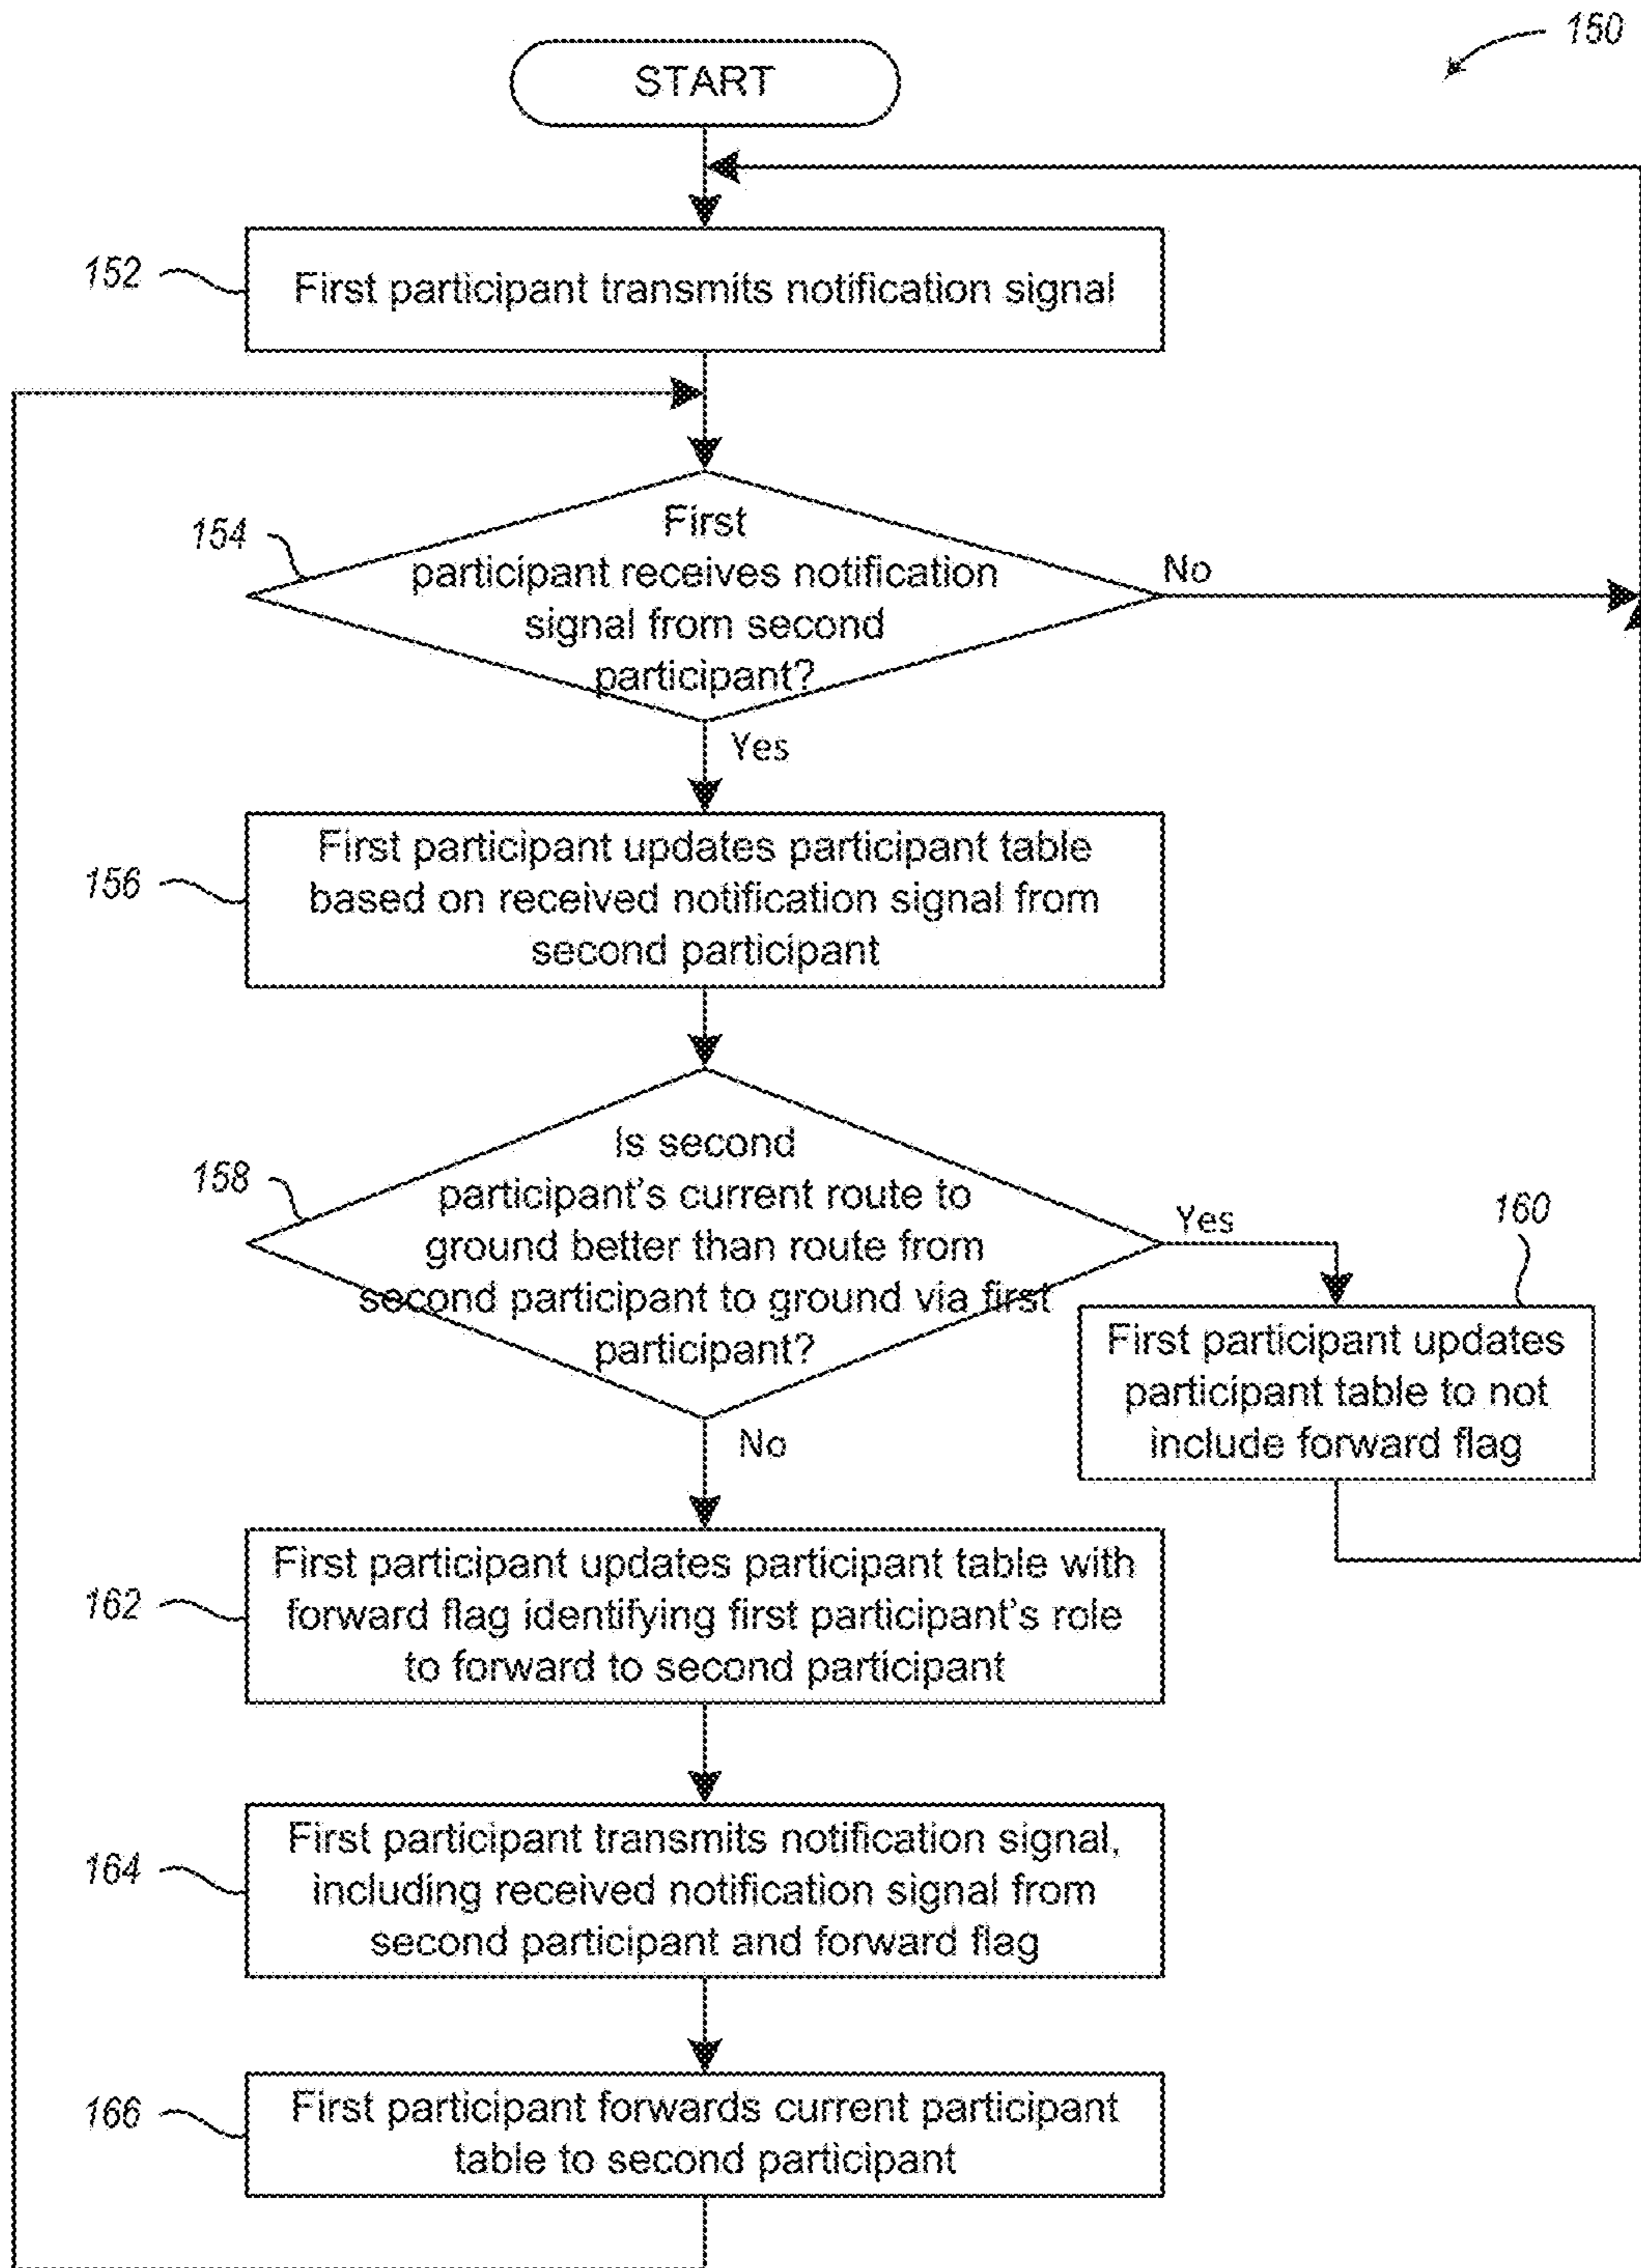 150
START
152
First participant transmits notification signal
154
First
participant receives notification
signal from second
participant?
No
Yes
156
First participant updates participant table
based on received notification signal from
second participant
158
Is second
participant's current route to
ground better than route from
second participant to ground via first
participant?
Yes
160
First participant updates
participant table to not
include forward flag
No
162
First participant updates participant table with
forward flag identifying first participant's role
to forward to second participant
164
First participant transmits notification signal,
including received notification signal from
second participant and forward flag
166
First participant forwards current participant
table to second participant